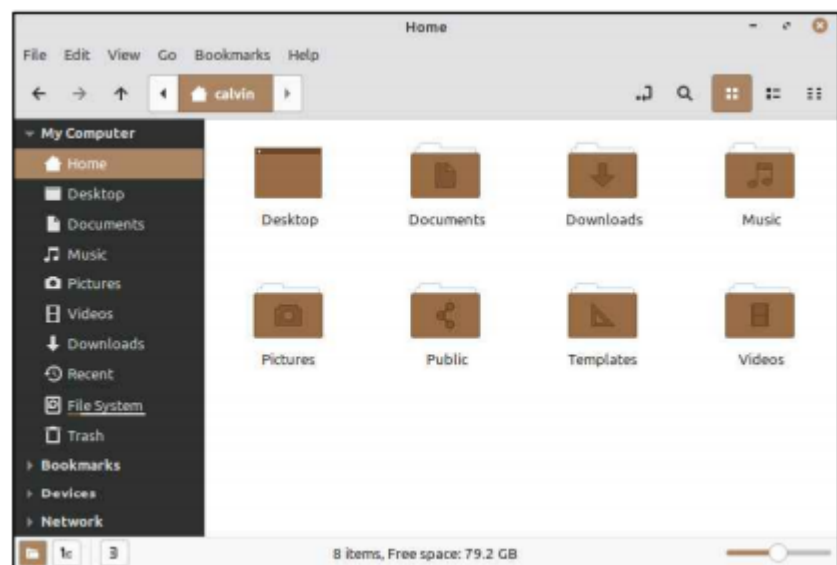 Home
File Edit View Go Bookmarks Help
calvin
My Computer
Home
Desktop
Documents
Music
Pictures
Videos
Downloads
Recent
File System
Trash
Bookmarks
Devices
Network
Desktop Documents Downloads Music
Pictures Public Templates Videos
8 items, Free space: 79.2 GB